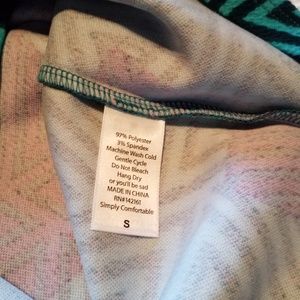 97% Polyester
3% Spandex
Machine Wash Cold
Gentle Cycle
Do Not Bleach
Hang Dry
or you'll be sad
MADE IN CHINA
RN#142161
Simply Comfortable
S